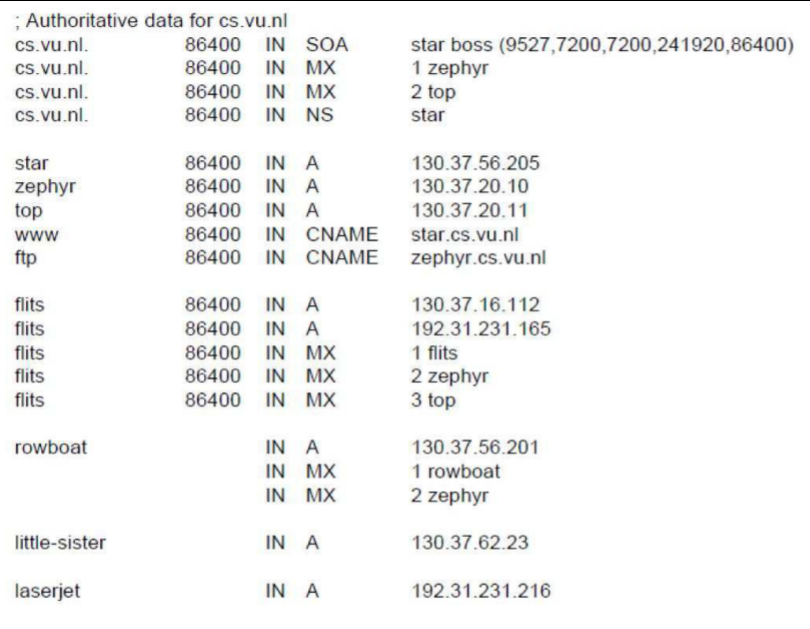 ; Authoritative data for cs.vu.nl
cs.vu.nl. 86400 IN SOA star boss (9527,7200,7200,241920,86400)
cs.vu.nl. 86400 IN MX 1 zephyr
cs.vu.nl. 86400 IN MX 2 top
cs.vu.nl. 86400 IN NS star
star 86400 IN A 130.37.56.205
zephyr 86400 IN A 130.37.20.10
top 86400 IN A 130.37.20.11
www 86400 IN CNAME star.cs.vu.nl
ftp 86400 IN CNAME zephyr.cs.vu.nl
flits 86400 IN A 130.37.16.112
flits 86400 IN A 192.31.231.165
flits 86400 IN MX 1 flits
flits 86400 IN MX 2 zephyr
flits 86400 IN MX 3 top
rowboat IN A 130.37.56.201
IN MX 1 rowboat
IN MX 2 zephyr
little-sister IN A 130.37.62.23
laserjet IN A 192.31.231.216